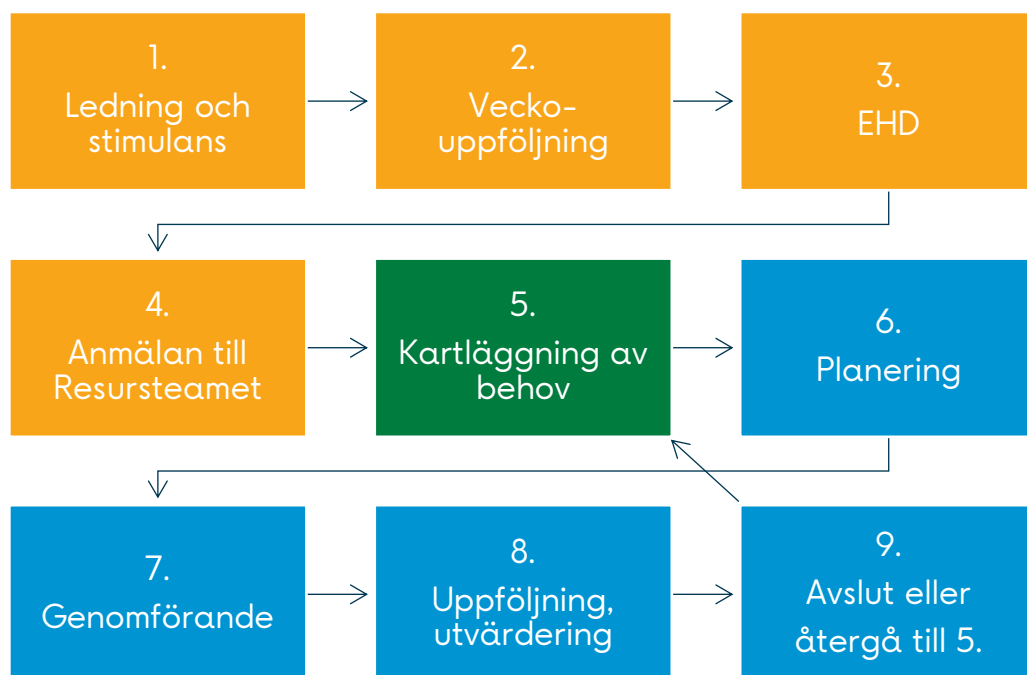 1.
Ledning och
stimulans
2.
Vecko-
uppföljning
3.
EHD
4.
Anmälan till
Resursteamet
5.
Kartläggning av
behov
6.
Planering
7.
Genomförande
8.
Uppföljning,
utvärdering
9.
Avslut eller
återgå till 5.